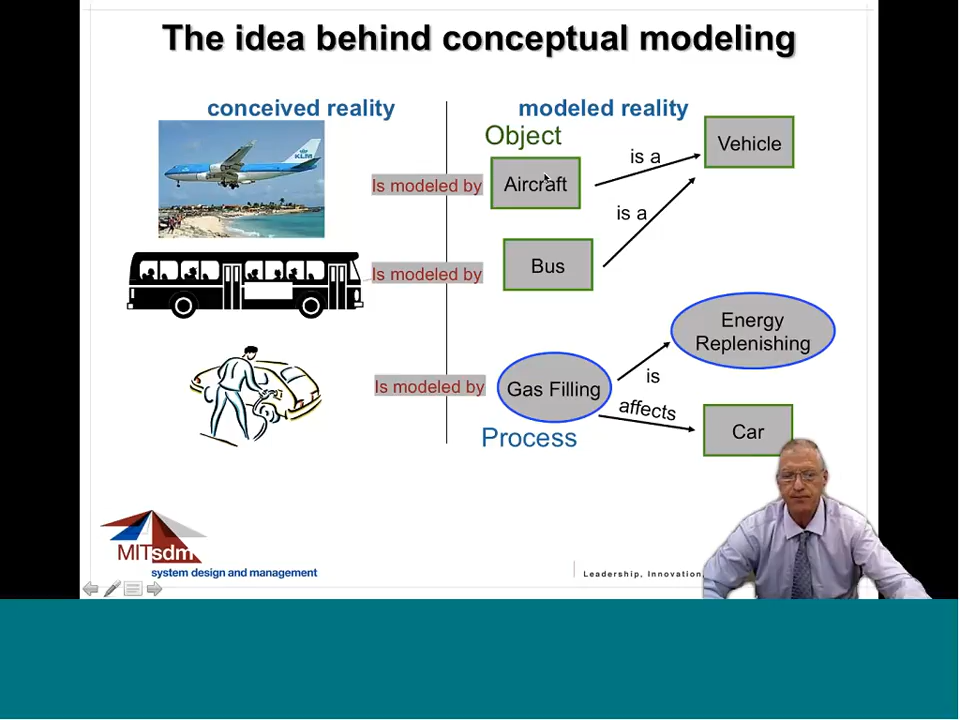 The idea behind conceptual modeling
conceived reality
modeled reality
Object
KLM
Is modeled by
Aircraft
is a
Vehicle
is a
Is modeled by
Bus
Energy
Replenishing
Is modeled by
Gas Filling
is
affects
Car
Process
MITsdm
system design and management
Leadership, Innovation,